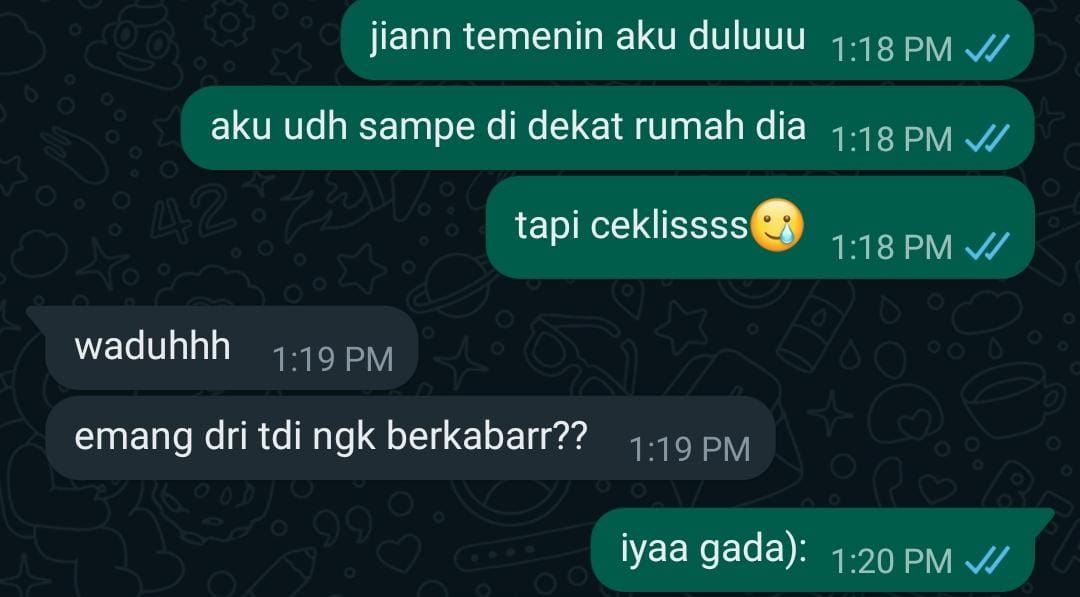 jiann temenin aku duluuu 1:18 PM
aku udh sampe di dekat rumah dia 1:18 PM
tapi ceklissss🥲 1:18 PM
waduhhh 1:19 PM
emang dri tdi ngk berkabarr?? 1:19 PM
iyaa gada): 1:20 PM